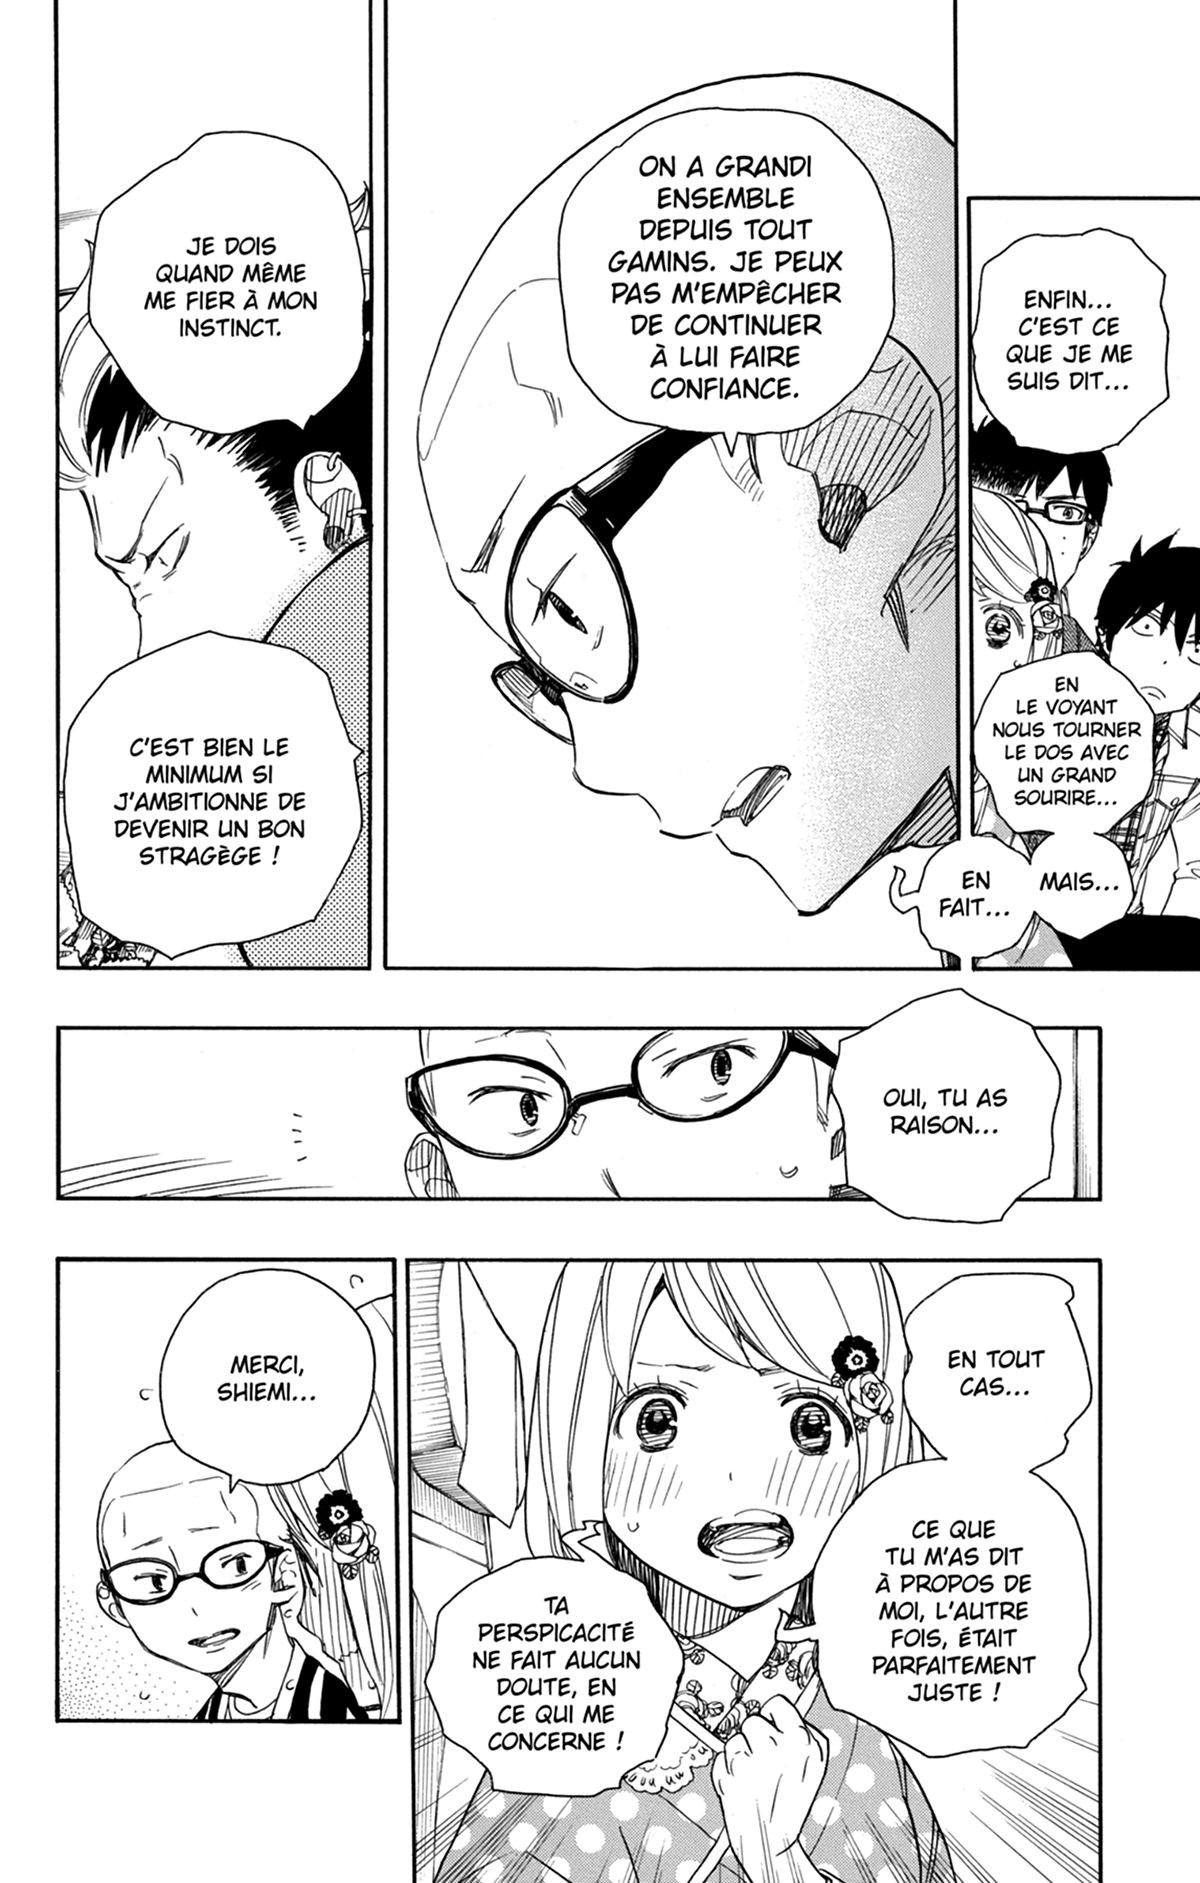 ENFIN...
C'EST CE
QUE JE ME
SUIS DIT...
EN
LE VOYANT
NOUS TOURNER
LE DOS AVEC
UN GRAND
SOURIRE...
MAIS...
EN
FAIT...
ON A GRANDI
ENSEMBLE
DEPUIS TOUT
GAMINS. JE PEUX
PAS M'EMPÊCHER
DE CONTINUER
À LUI FAIRE
CONFIANCE.
JE DOIS
QUAND MÊME
ME FIER À MON
INSTINCT.
C'EST BIEN LE
MINIMUM SI
J'AMBITIONNE DE
DEVENIR UN BON
STRAGÈGE !
OUI, TU AS
RAISON...
EN TOUT
CAS...
CE QUE
TU M'AS DIT
À PROPOS DE
MOI, L'AUTRE
FOIS, ÉTAIT
PARFAITEMENT
JUSTE !
TA
PERSPICACITÉ
NE FAIT AUCUN
DOUTE, EN
CE QUI ME
CONCERNE !
MERCI,
SHIEMI...